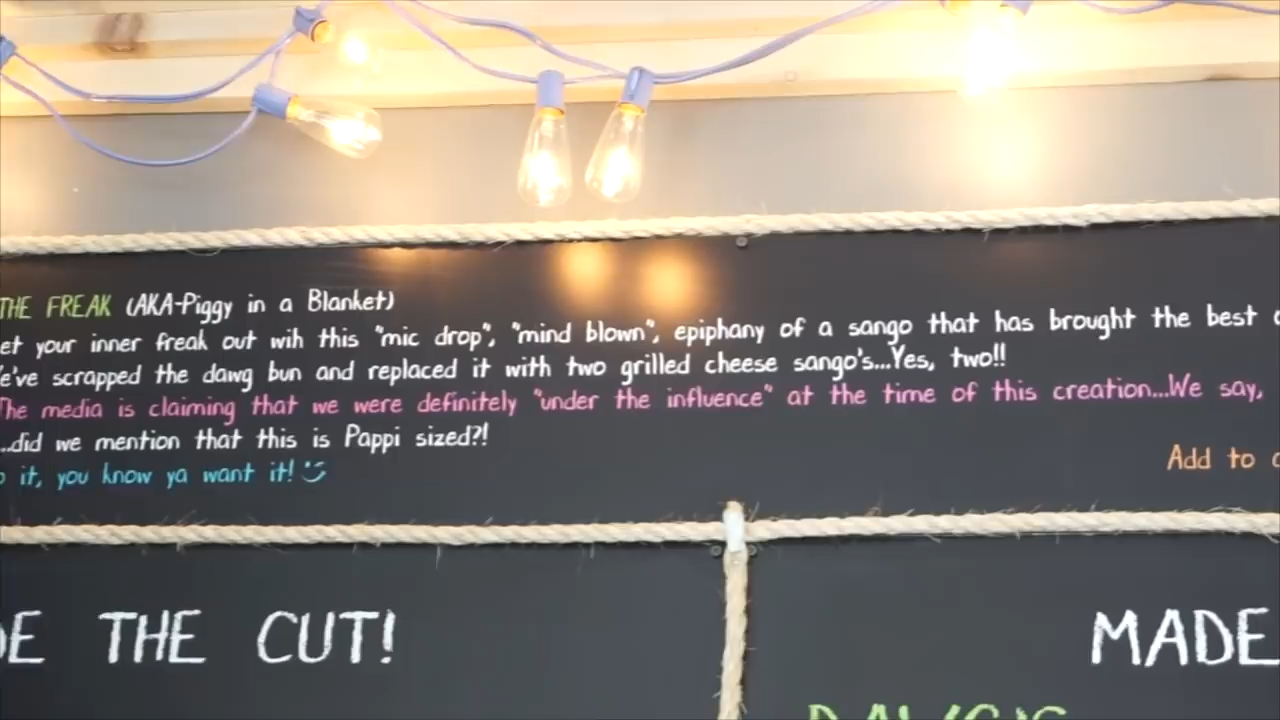 THE FREAK (AKA-Piggy in a Blanket)
et your inner freak out wih this "mic drop", "mind blown", epiphany of a sango that has brought the best
e've scrapped the dawg bun and replaced it with two grilled cheese sango's...Yes, two!!
The media is claiming that we were definitely "under the influence" at the time of this creation...We say,
...did we mention that this is Pappi sized?!
it, you know ya want it!
Add to
DE THE CUT!
MADE
DAWG'S